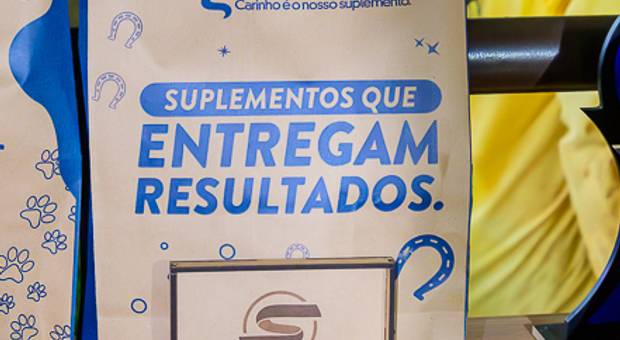 Carinho é o nosso suplemento.
SUPLEMENTOS QUE
ENTREGAM
RESULTADOS.